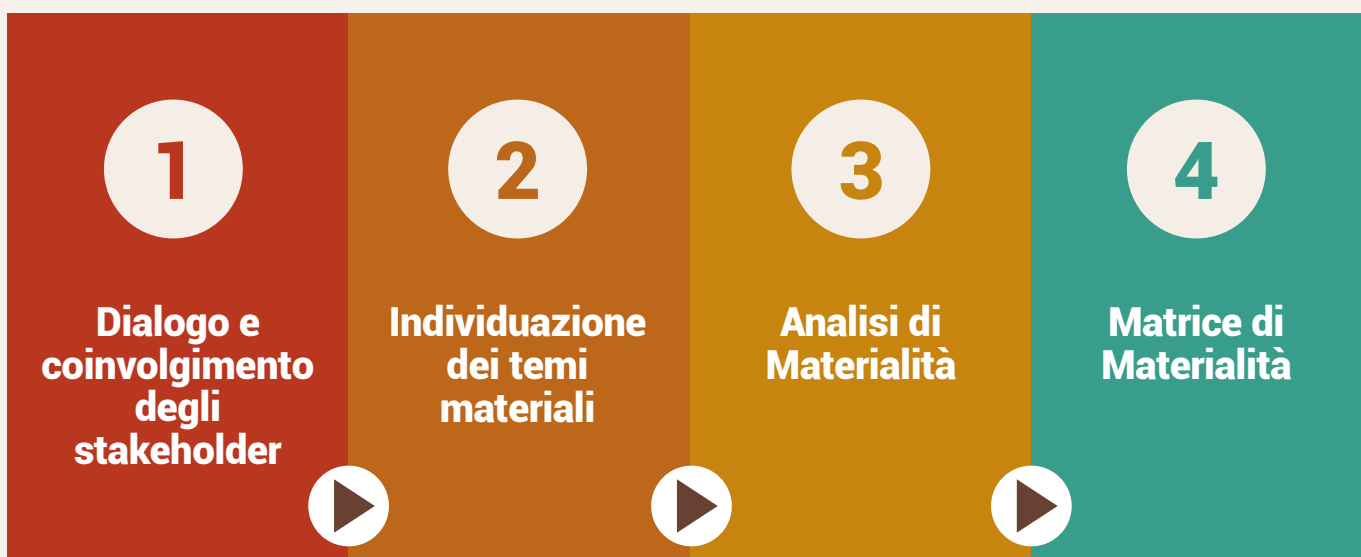 1
Dialogo e
coinvolgimento
degli
stakeholder
2
Individuazione
dei temi
materiali
3
Analisi di
Materialità
4
Matrice di
Materialità